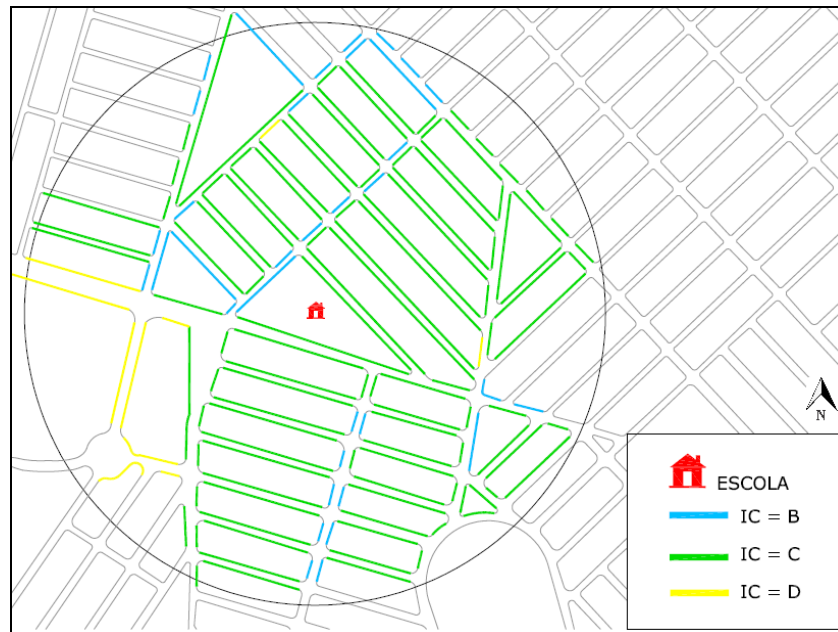 N
ESCOLA
IC = B
IC = C
IC = D